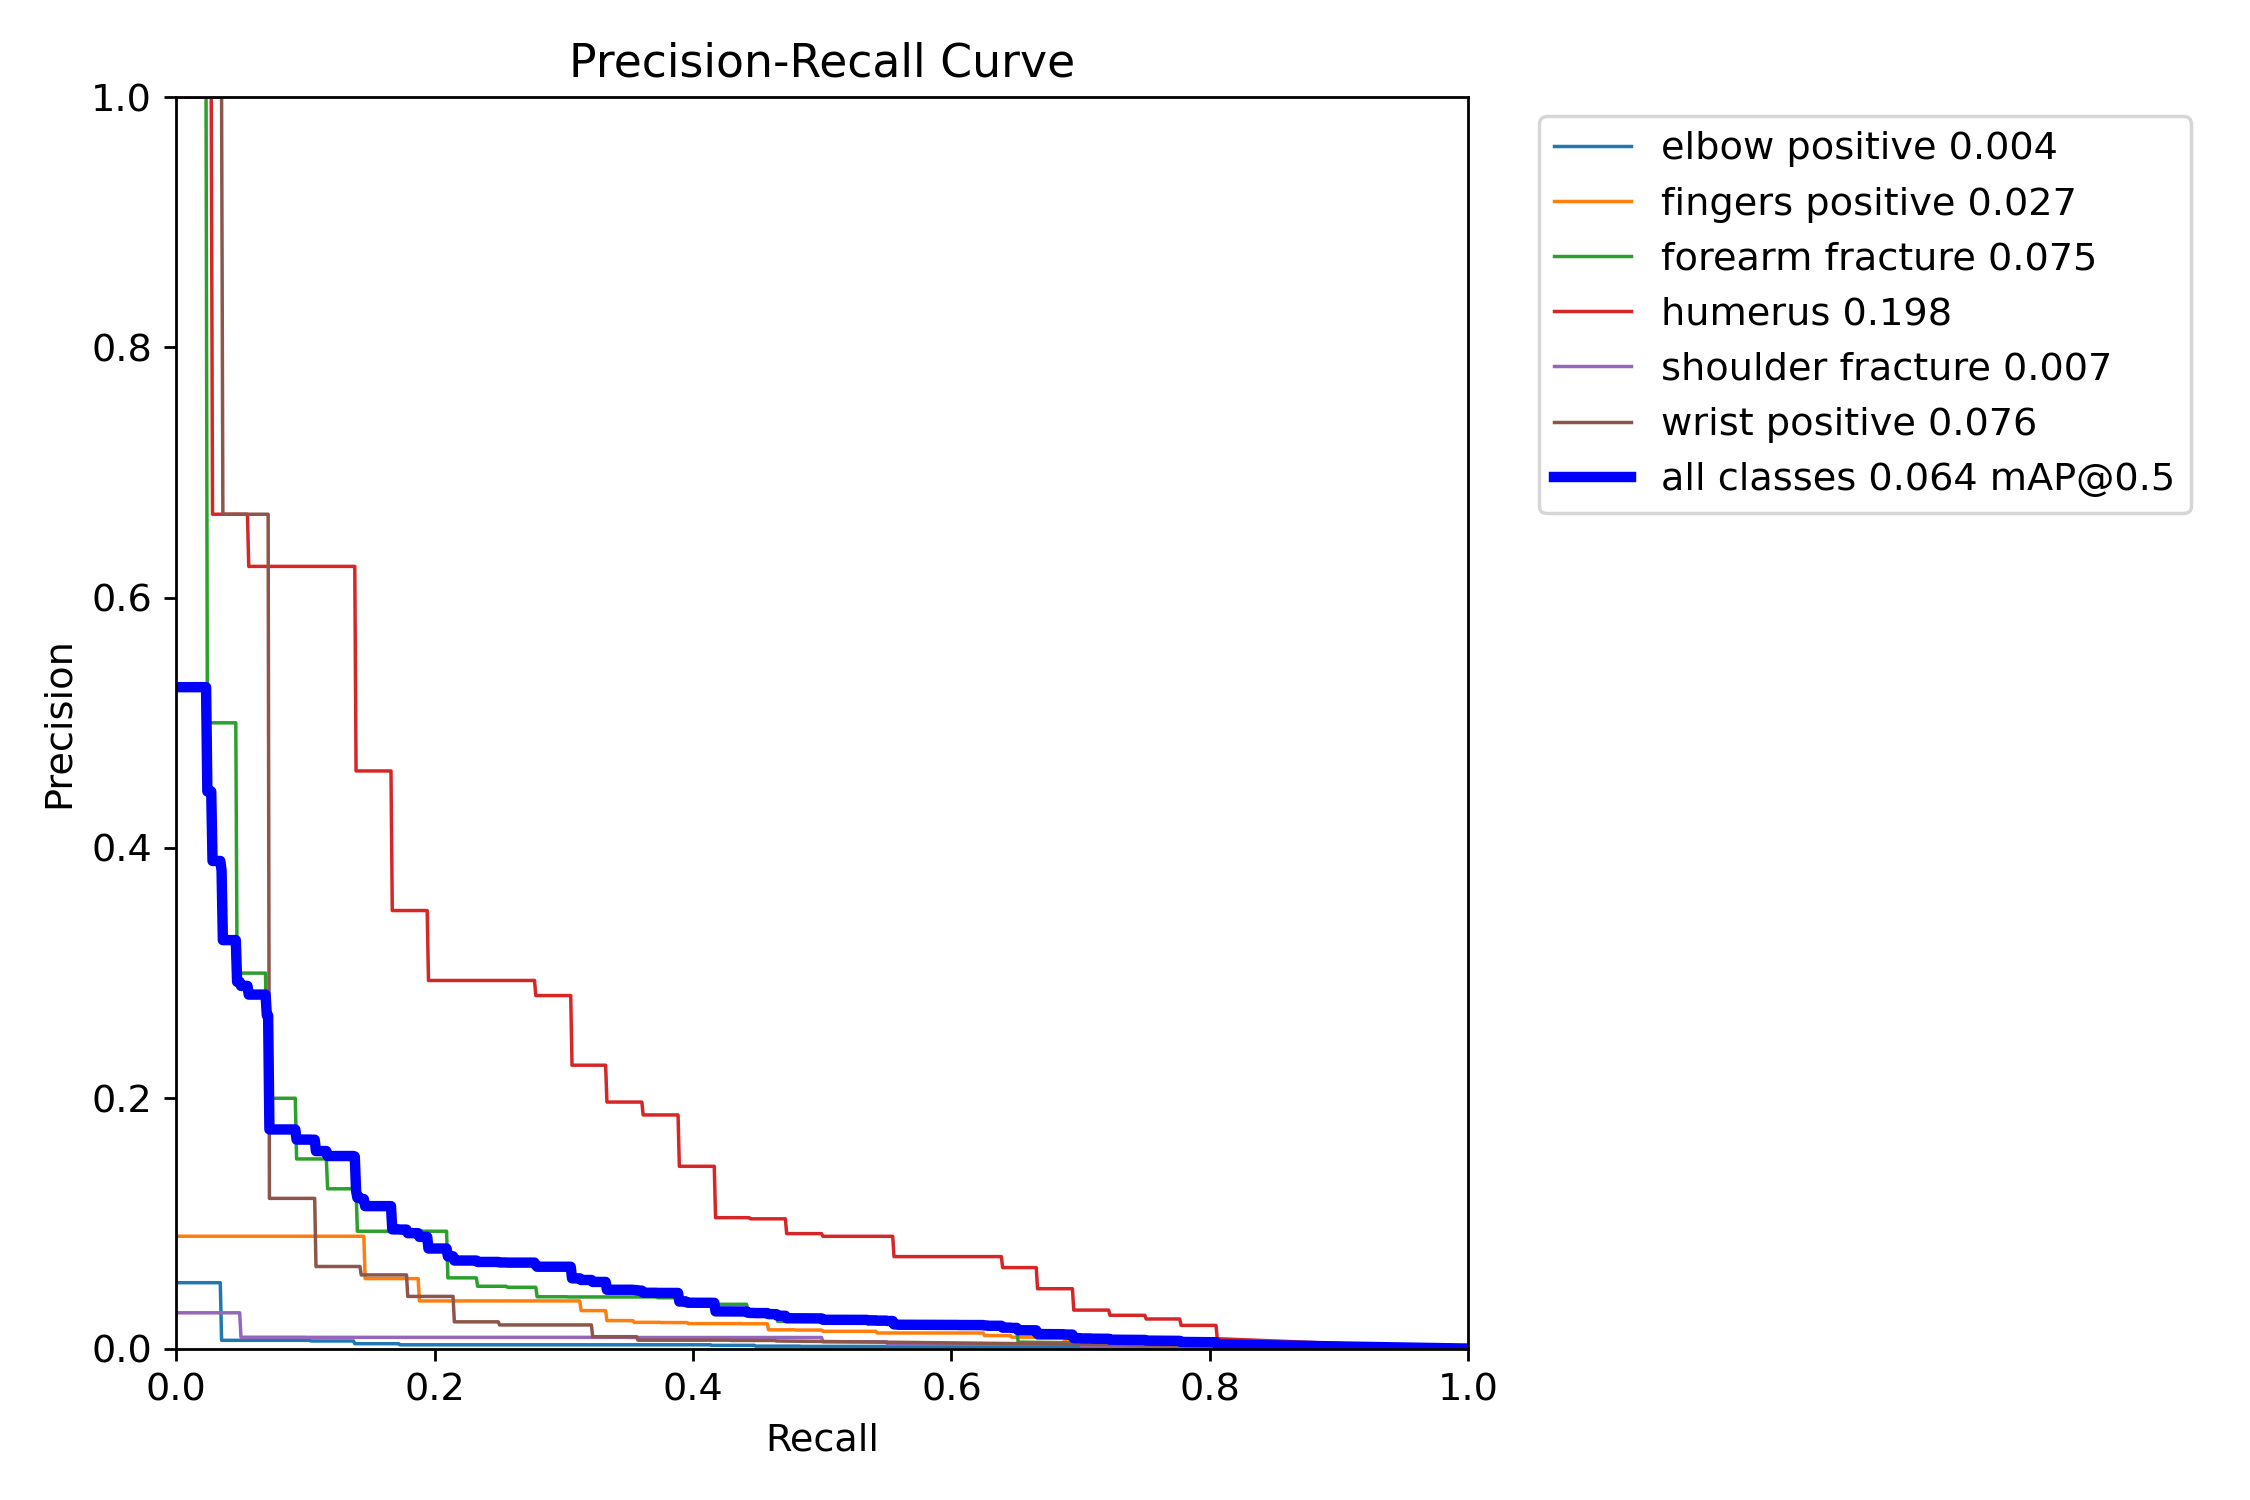 Precision-Recall Curve
1.0
0.8
0.6
0.4
0.2
0.0
Precision
0.0 0.2 0.4 0.6 0.8 1.0
Recall
elbow positive 0.004
fingers positive 0.027
forearm fracture 0.075
humerus 0.198
shoulder fracture 0.007
wrist positive 0.076
all classes 0.064 mAP@0.5